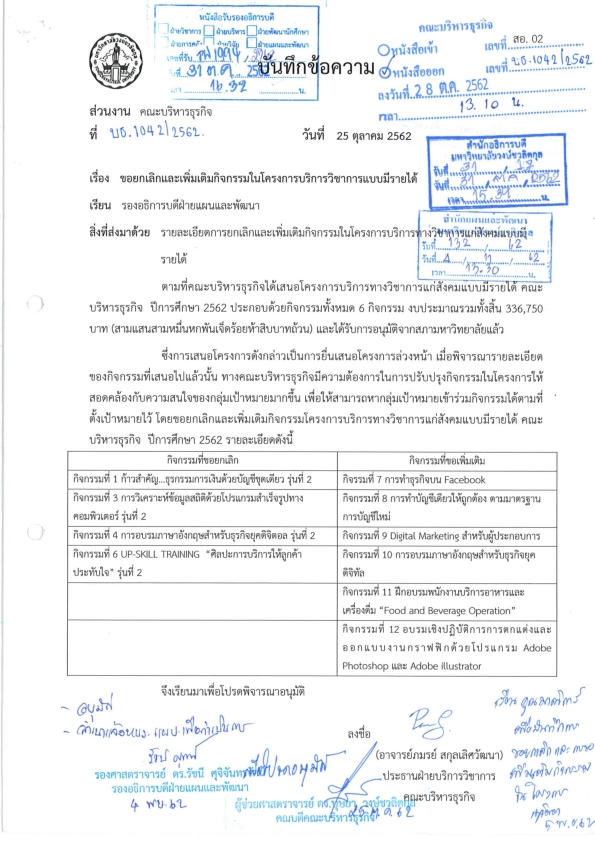 หนังสือรับรองอธิการบดี
ฝ่ายวิชาการ ฝ่ายบริหาร ฝ่ายพัฒนานักศึกษา
ฝ่ายวิจัย ฝ่ายแผนและพัฒนา
เลขที่รับ
วันที่ 31 ต.ค. 2562
เวลา 16.32 น.
คณะบริหารธุรกิจ
หนังสือเข้า เลขที่ สอ. 02
หนังสือออก เลขที่ บธ.1042/2562
ลงวันที่ 28 ต.ค. 2562
เวลา 13.10 น.
บันทึกข้อความ
ส่วนงาน คณะบริหารธุรกิจ
ที่ บธ.1042/2562. วันที่ 25 ตุลาคม 2562
สำนักอธิการบดี
มหาวิทยาลัยวงษ์ชวลิตกุล
วันที่ 31 ต.ค. 2562
เวลา 15.31 น.
เรื่อง ขอยกเลิกและเพิ่มเติมกิจกรรมในโครงการบริการวิชาการแบบมีรายได้
เรียน รองอธิการบดีฝ่ายแผนและพัฒนา
สำนักแผนและพัฒนา
วันที่ 132 / 62
วันที่ 4 / 11 / 62
เวลา 15.30 น.
สิ่งที่ส่งมาด้วย รายละเอียดการยกเลิกและเพิ่มเติมกิจกรรมในโครงการบริการทางวิชาการแก่สังคมแบบมี
รายได้
ตามที่คณะบริหารธุรกิจได้เสนอโครงการบริการทางวิชาการแก่สังคมแบบมีรายได้ คณะ
บริหารธุรกิจ ปีการศึกษา 2562 ประกอบด้วยกิจกรรมทั้งหมด 6 กิจกรรม งบประมาณรวมทั้งสิ้น 336,750
บาท (สามแสนสามหมื่นหกพันเจ็ดร้อยห้าสิบบาทถ้วน) และได้รับการอนุมัติจากสภามหาวิทยาลัยแล้ว
ซึ่งการเสนอโครงการดังกล่าวเป็นการยื่นเสนอโครงการล่วงหน้า เมื่อพิจารณารายละเอียด
ของกิจกรรมที่เสนอไปแล้วนั้น ทางคณะบริหารธุรกิจมีความต้องการในการปรับปรุงกิจกรรมในโครงการให้
สอดคล้องกับความสนใจของกลุ่มเป้าหมายมากขึ้น เพื่อให้สามารถหากลุ่มเป้าหมายเข้าร่วมกิจกรรมได้ตามที่
ตั้งเป้าหมายไว้ โดยขอยกเลิกและเพิ่มเติมกิจกรรมโครงการบริการทางวิชาการแก่สังคมแบบมีรายได้ คณะ
บริหารธุรกิจ ปีการศึกษา 2562 รายละเอียดดังนี้
กิจกรรมที่ขอยกเลิก กิจกรรมที่ขอเพิ่มเติม
กิจกรรมที่ 1 ก้าวสำคัญ...ธุรกรรมการเงินด้วยบัญชีชุดเดียว รุ่นที่ 2 กิจกรรมที่ 7 การทำธุรกิจบน Facebook
กิจกรรมที่ 3 การวิเคราะห์ข้อมูลสถิติด้วยโปรแกรมสำเร็จรูปทาง กิจกรรมที่ 8 การทำบัญชีเดียวให้ถูกต้อง ตามมาตรฐาน
คอมพิวเตอร์ รุ่นที่ 2 การบัญชีใหม่
กิจกรรมที่ 4 การอบรมภาษาอังกฤษสำหรับธุรกิจยุคดิจิตอล รุ่นที่ 2 กิจกรรมที่ 9 Digital Marketing สำหรับผู้ประกอบการ
กิจกรรมที่ 6 UP-SKILL TRAINING "ศิลปะการบริการให้ลูกค้า กิจกรรมที่ 10 การอบรมภาษาอังกฤษสำหรับธุรกิจยุค
ประทับใจ" รุ่นที่ 2 ดิจิทัล
กิจกรรมที่ 11 ฝึกอบรมพนักงานบริการอาหารและ
เครื่องดื่ม "Food and Beverage Operation"
กิจกรรมที่ 12 อบรมเชิงปฏิบัติการการตกแต่งและ
ออกแบบงานกราฟฟิกด้วยโปรแกรม Adobe
Photoshop และ Adobe illustrator
จึงเรียนมาเพื่อโปรดพิจารณาอนุมัติ
- อนุมัติ
ลงชื่อ
(อาจารย์ภมรย์ สกุลเลิศวัฒนา)
ประธานฝ่ายบริการวิชาการ
คณะบริหารธุรกิจ
รองศาสตราจารย์ ดร.รัชนี ศุจิจันทรรัตน์
รองอธิการบดีฝ่ายแผนและพัฒนา
4 พ.ย. 62
ผู้ช่วยศาสตราจารย์ ดร. วงษ์ชวลิตกุล
คณบดีคณะบริหารธุรกิจ
5 พ.ย. 62